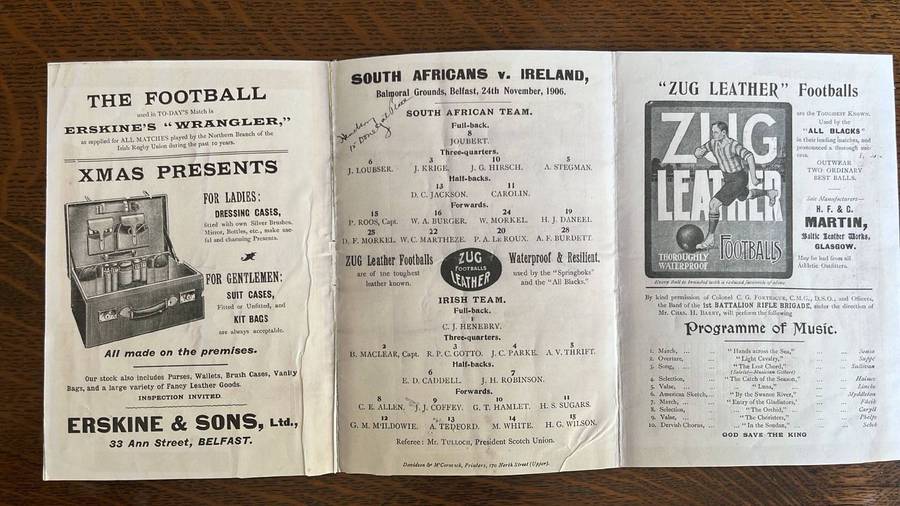 THE FOOTBALL
used in TO-DAY'S Match is
ERSKINE'S "WRANGLER,"
as supplied for ALL MATCHES played by the Northern Branch of the
Irish Rugby Union during the past 10 years.
XMAS PRESENTS
FOR LADIES:
DRESSING CASES,
fitted with own Silver Brushes.
Mirror, Bottles, etc., make use-
ful and charming Presents.
FOR GENTLEMEN:
SUIT CASES,
Fitted or Unfitted, and
KIT BAGS
are always acceptable.
All made on the premises.
Our stock also includes Purses, Wallets, Brush Cases, Vanity
Bags, and a large variety of Fancy Leather Goods.
INSPECTION INVITED.
ERSKINE & SONS, Ltd.,
33 Ann Street, BELFAST.
SOUTH AFRICANS v. IRELAND,
Balmoral Grounds, Belfast, 24th November, 1906.
SOUTH AFRICAN TEAM.
Full-back.
8
JOUBERT.
Three-quarters.
6 3 10 5
J. LOUBSER. J. KRIGE. J. G. HIRSCH. A. STEGMAN.
Half-backs.
13 11
D. C. JACKSON. CAROLIN.
Forwards.
15 16 24 19
P. ROOS, Capt. W. A. BURGER. W. MORKEL. H. J. DANEEL.
25 22 20 28
D. F. MORKEL. W. C. MARTHEZE. P. A. LE ROUX. A. F. BURDETT.
ZUG Leather Footballs
are of the toughest
leather known.
ZUG
FOOTBALLS
LEATHER
Waterproof & Resilient.
used by the "Springboks"
and the "All Blacks."
IRISH TEAM.
Full-back.
1
C. J. HENEBRY.
Three-quarters.
2 3 4 5
B. MACLEAR, Capt. R. P. C. GOTTO. J. C. PARKE. A. V. THRIFT.
Half-backs.
6 7
E. D. CADDELL. J. H. ROBINSON.
Forwards.
8 9 10 11
C. E. ALLEN. J. J. COFFEY. G. T. HAMLET. H. S. SUGARS.
12 13 14 15
G. M. M'ILDOWIE. A. TEDFORD. M. WHITE. H. G. WILSON.
Referee: Mr. TULLOCH, President Scotch Union.
Davidson & M'Cormack, Printers, 170 North Street (Upper).
"ZUG LEATHER" Footballs
ZUG
LEATHER
FOOTBALLS
THOROUGHLY
WATERPROOF
are the TOUGHEST KNOWN.
Used by the
"ALL BLACKS"
in their leading matches, and
pronounced a thorough suc-
cess.
OUTWEAR
TWO ORDINARY
BEST BALLS.
Sole Manufacturers—
H. F. & C.
MARTIN,
Baltic Leather Works,
GLASGOW.
May be had from all
Athletic Outfitters.
Every Ball is branded with a reduced facsimile of above.
By kind permission of Colonel C. G. FORTESCUE, C.M.G., D.S.O., and Officers,
the Band of the 1st BATTALION RIFLE BRIGADE, under the direction of
Mr. CHAS. H. BARRY, will perform the following
Programme of Music.
1. March, ... ... "Hands across the Sea," ... Sousa
2. Overture, ... "Light Cavalry," ... Suppé
3. Song, ... ... "The Lost Chord," ... Sullivan
(Soloist—Musician Gilbert)
4. Selection, ... "The Catch of the Season," ... Haines
5. Valse, ... ... "Luna," ... Lincke
6. American Sketch, ... "By the Swanee River," ... Myddleton
7. March, ... "Entry of the Gladiators," ... Fücik
8. Selection, ... "The Orchid," ... Caryll
9. Valse, ... "The Choristers," ... Phelps
10. Dervish Chorus, ... "In the Soudan," ... Sebek
GOD SAVE THE KING